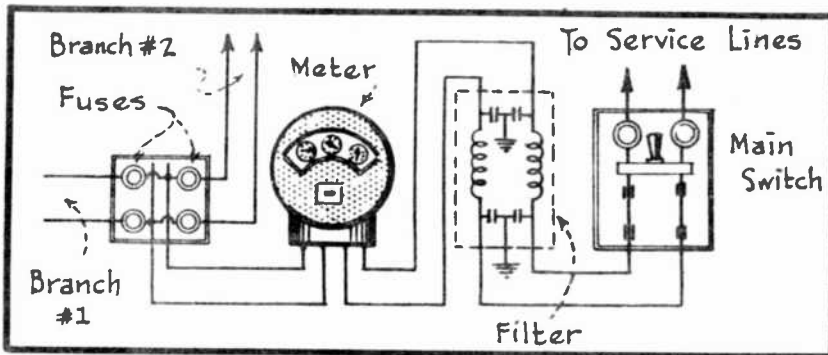 Branch #2
Fuses
Meter
To Service Lines
Main
Switch
Branch
#1
Filter